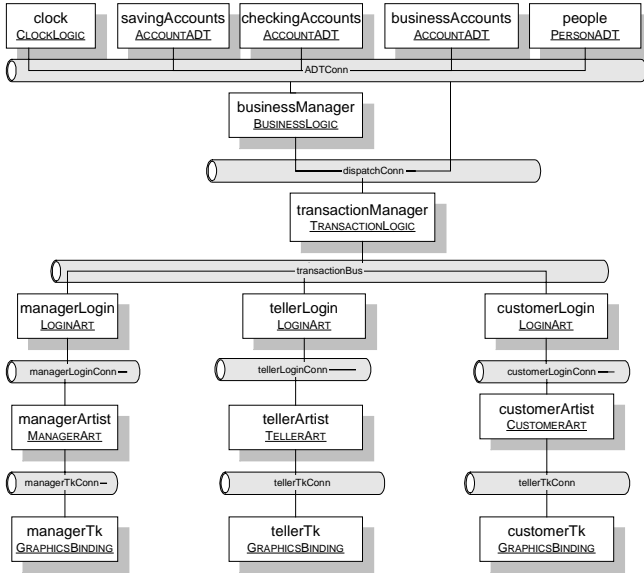 clock savingAccounts checkingAccounts businessAccounts people
CLOCKLOGIC ACCOUNTADT ACCOUNTADT ACCOUNTADT PERSONADT
ADTConn
businessManager
BUSINESSLOGIC
dispatchConn
transactionManager
TRANSACTIONLOGIC
transactionBus
managerLogin tellerLogin customerLogin
LOGINART LOGINART LOGINART
managerLoginConn tellerLoginConn customerLoginConn
managerArtist tellerArtist customerArtist
MANAGERART TELLERART CUSTOMERART
managerTkConn tellerTkConn tellerTkConn
managerTk tellerTk customerTk
GRAPHICSBINDING GRAPHICSBINDING GRAPHICSBINDING